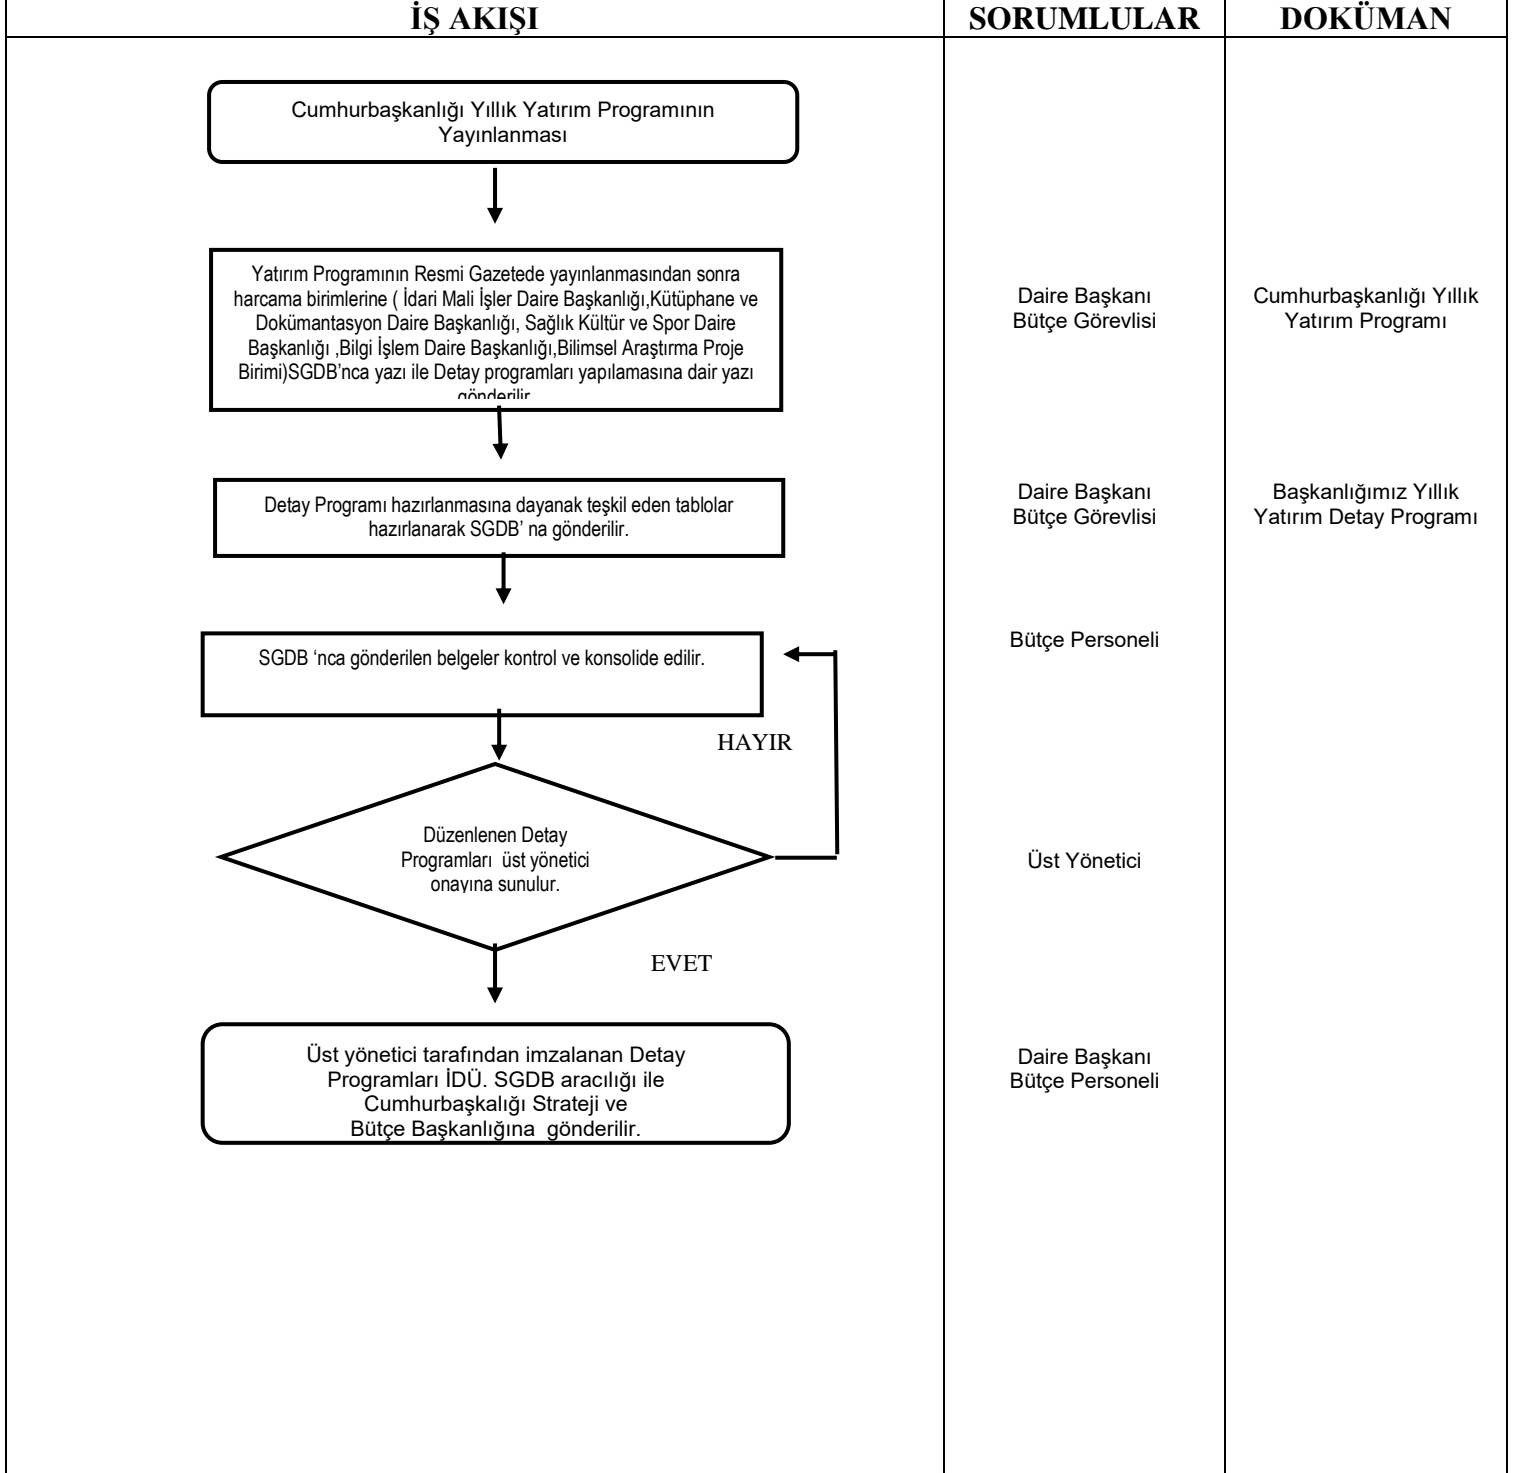 İŞ AKIŞI
SORUMLULAR
DOKÜMAN
Cumhurbaşkanlığı Yıllık Yatırım Programının
Yayınlanması
Yatırım Programının Resmi Gazetede yayınlanmasından sonra
harcama birimlerine ( İdari Mali İşler Daire Başkanlığı,Kütüphane ve
Dokümantasyon Daire Başkanlığı, Sağlık Kültür ve Spor Daire
Başkanlığı ,Bilgi İşlem Daire Başkanlığı,Bilimsel Araştırma Proje
Birimi)SGDB’nca yazı ile Detay programları yapılamasına dair yazı
gönderilir
Daire Başkanı
Bütçe Görevlisi
Cumhurbaşkanlığı Yıllık
Yatırım Programı
Detay Programı hazırlanmasına dayanak teşkil eden tablolar
hazırlanarak SGDB’ na gönderilir.
Daire Başkanı
Bütçe Görevlisi
Başkanlığımız Yıllık
Yatırım Detay Programı
SGDB ‘nca gönderilen belgeler kontrol ve konsolide edilir.
Bütçe Personeli
HAYIR
Düzenlenen Detay
Programları üst yönetici
onayına sunulur.
Üst Yönetici
EVET
Üst yönetici tarafından imzalanan Detay
Programları İDÜ. SGDB aracılığı ile
Cumhurbaşkalığı Strateji ve
Bütçe Başkanlığına gönderilir.
Daire Başkanı
Bütçe Personeli